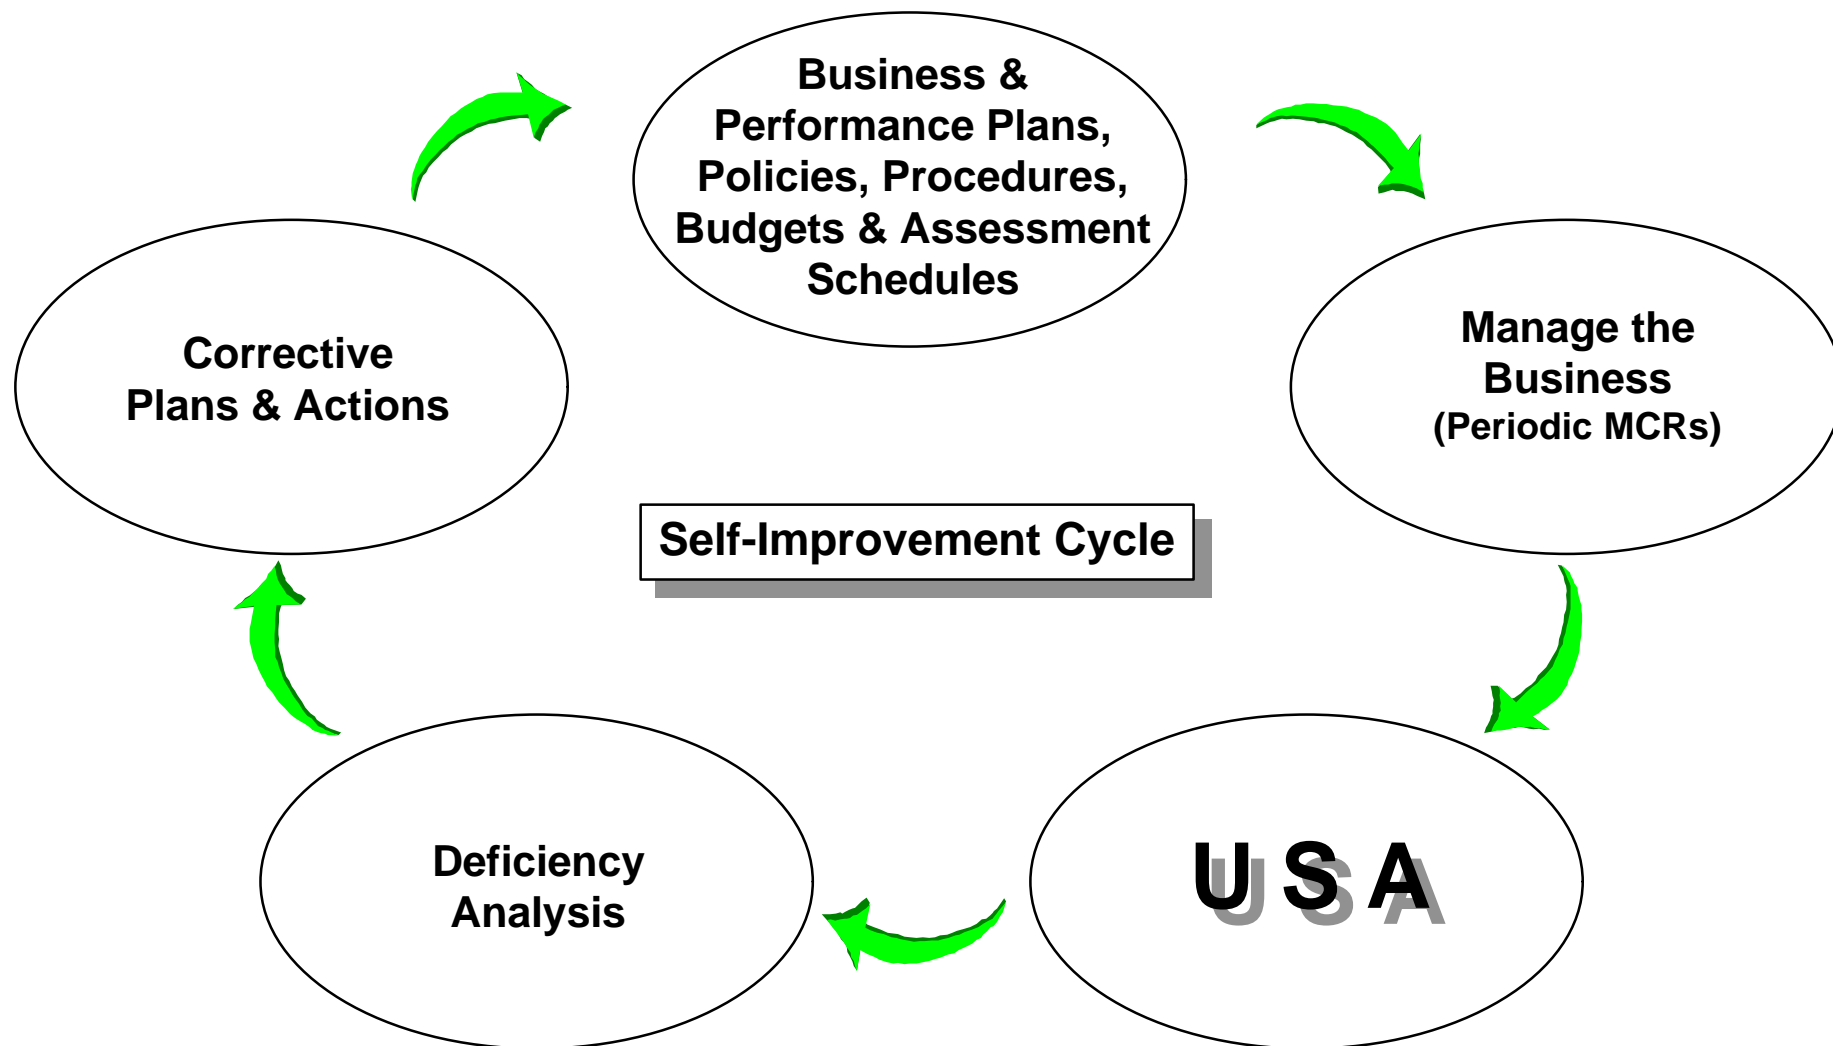 Business &
Performance Plans,
Policies, Procedures,
Budgets & Assessment
Schedules
Manage the
Business
(Periodic MCRs)
U S A
Deficiency
Analysis
Corrective
Plans & Actions
Self-Improvement Cycle